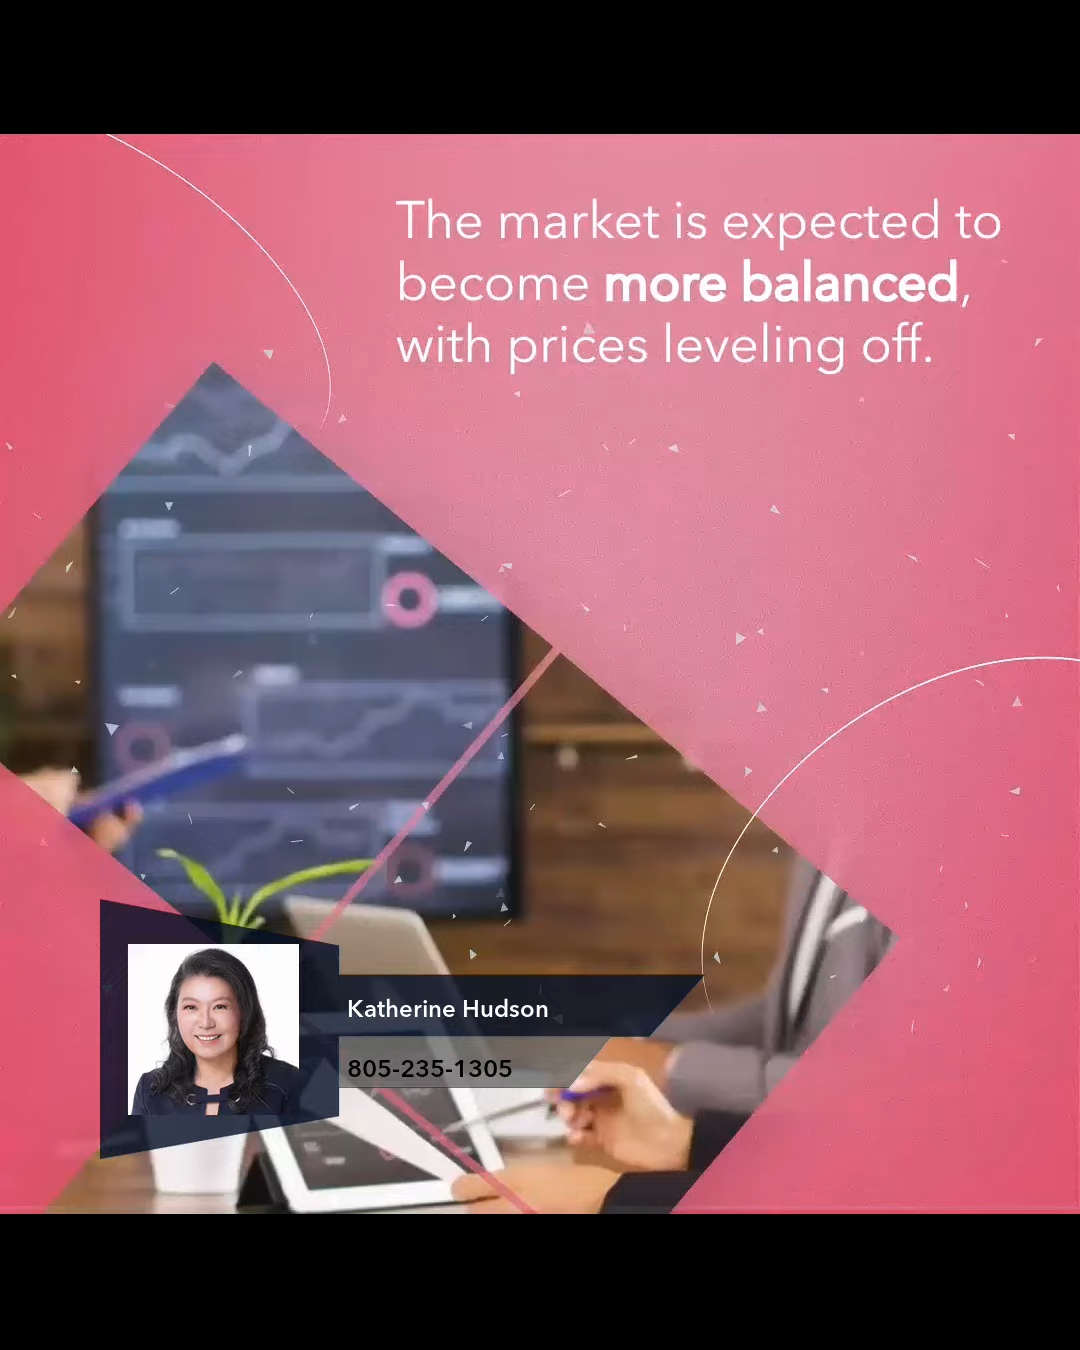 The market is expected to
become more balanced,
with prices leveling off.
Katherine Hudson
805-235-1305